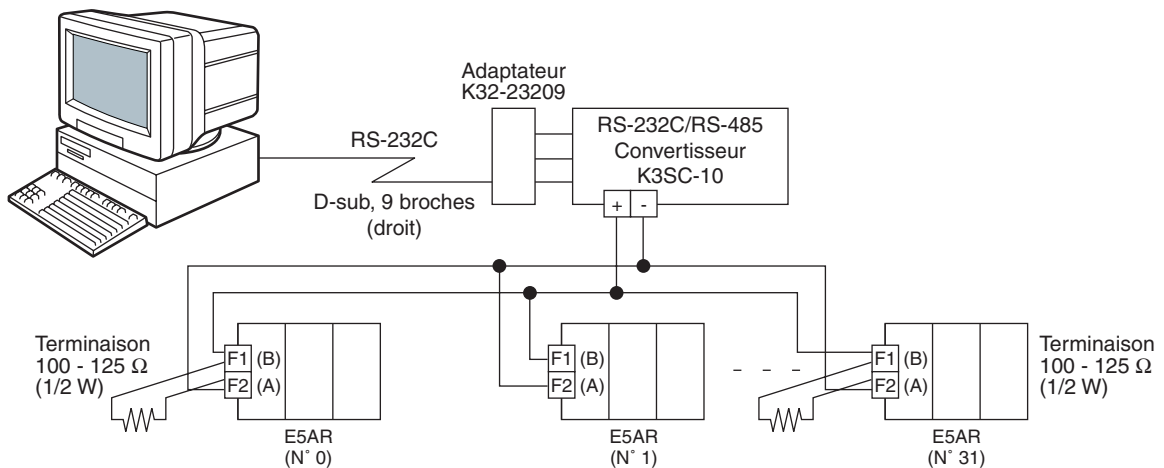 Adaptateur
K32-23209
RS-232C
D-sub, 9 broches
(droit)
RS-232C/RS-485
Convertisseur
K3SC-10
+ -
Terminaison
100 - 125 Ω
(1/2 W)
F1 (B)
F2 (A)
E5AR
(N° 0)
F1 (B)
F2 (A)
E5AR
(N° 1)
F1 (B)
F2 (A)
E5AR
(N° 31)
Terminaison
100 - 125 Ω
(1/2 W)